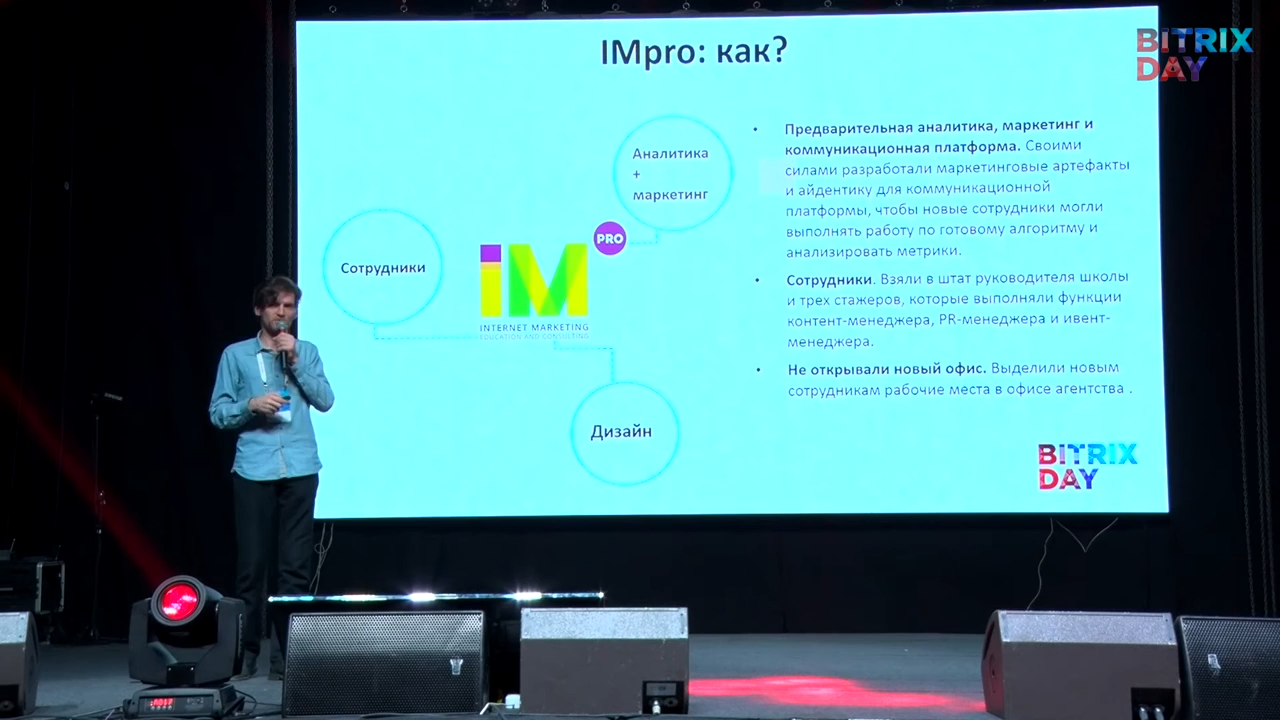 IMpro: как?
BITRIX
DAY
Аналитика
+
маркетинг
Сотрудники
PRO
IM
INTERNET MARKETING
EDUCATION AND CONSULTING
Дизайн
• Предварительная аналитика, маркетинг и
коммуникационная платформа. Своими
силами разработали маркетинговые артефакты
и айдентику для коммуникационной
платформы, чтобы новые сотрудники могли
выполнять работу по готовому алгоритму и
анализировать метрики.
• Сотрудники. Взяли в штат руководителя школы
и трех стажеров, которые выполняли функции
контент-менеджера, PR-менеджера и ивент-
менеджера.
• Не открывали новый офис. Выделили новым
сотрудникам рабочие места в офисе агентства .
BITRIX
DAY